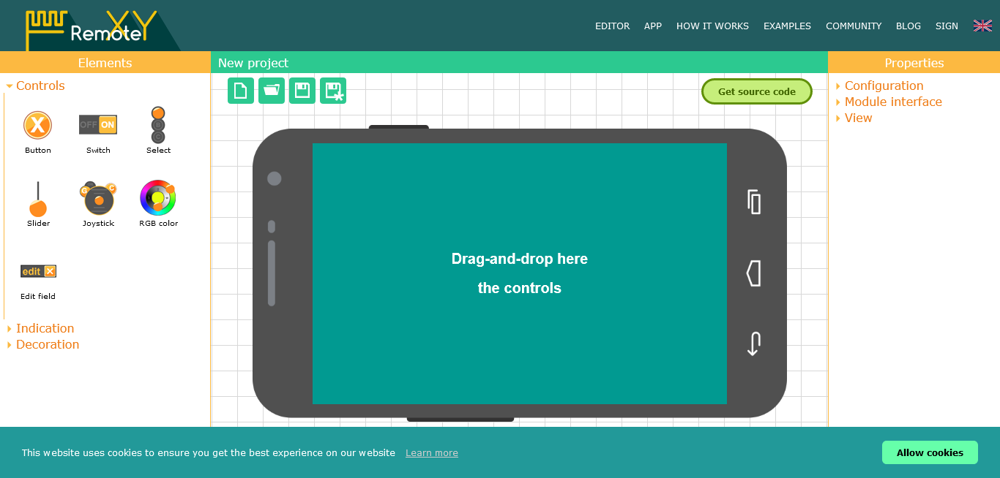 RemoteXY
EDITOR APP HOW IT WORKS EXAMPLES COMMUNITY BLOG SIGN
Elements
New project
Properties
Controls
X
Button
OFF ON
Switch
B
C
Select
Slider
G C
Joystick
RGB color
edit X
Edit field
Indication
Decoration
Get source code
Drag-and-drop here
the controls
Configuration
Module interface
View
This website uses cookies to ensure you get the best experience on our website Learn more
Allow cookies